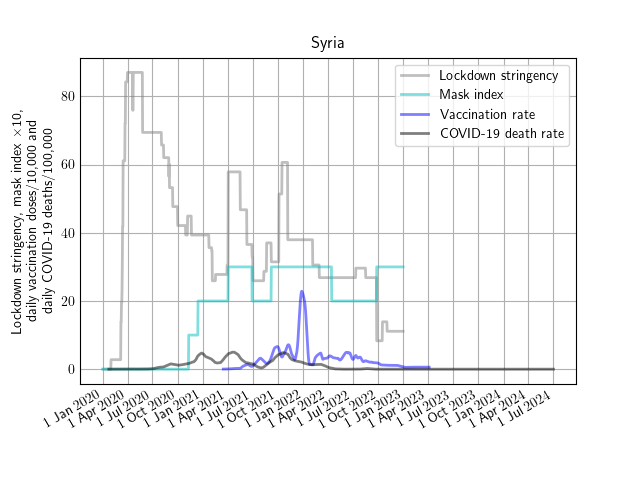 Syria
Lockdown stringency, mask index ×10,
daily vaccination doses/10,000 and
daily COVID-19 deaths/100,000
80
60
40
20
0
Lockdown stringency
Mask index
Vaccination rate
COVID-19 death rate
1 Jan 2020
1 Apr 2020
1 Jul 2020
1 Oct 2020
1 Jan 2021
1 Apr 2021
1 Jul 2021
1 Oct 2021
1 Jan 2022
1 Apr 2022
1 Jul 2022
1 Oct 2022
1 Jan 2023
1 Apr 2023
1 Jul 2023
1 Oct 2023
1 Jan 2024
1 Apr 2024
1 Jul 2024